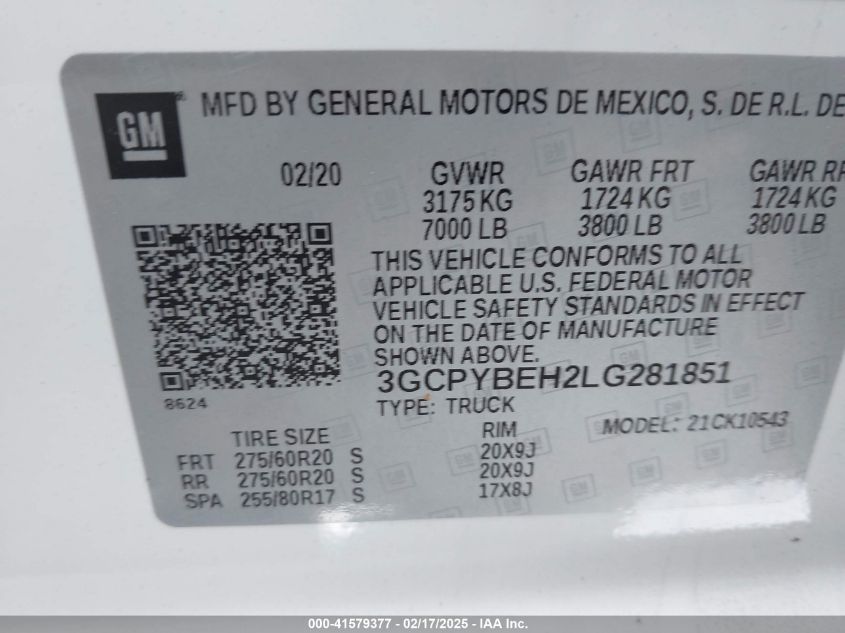 GM
MFD BY GENERAL MOTORS DE MEXICO, S. DE R.L. DE
02/20
GVWR GAWR FRT GAWR RR
3175 KG 1724 KG 1724 KG
7000 LB 3800 LB 3800 LB
THIS VEHICLE CONFORMS TO ALL
APPLICABLE U.S. FEDERAL MOTOR
VEHICLE SAFETY STANDARDS IN EFFECT
ON THE DATE OF MANUFACTURE
SHOWN ABOVE.
3GCPYBEH2LG281851
8624
TYPE: TRUCK
MODEL: 21CK10543
TIRE SIZE RIM
FRT 275/60R20 S 20X9J
RR 275/60R20 S 20X9J
SPA 255/80R17 S 17X8J
000-41579377 - 02/17/2025 - IAA Inc.